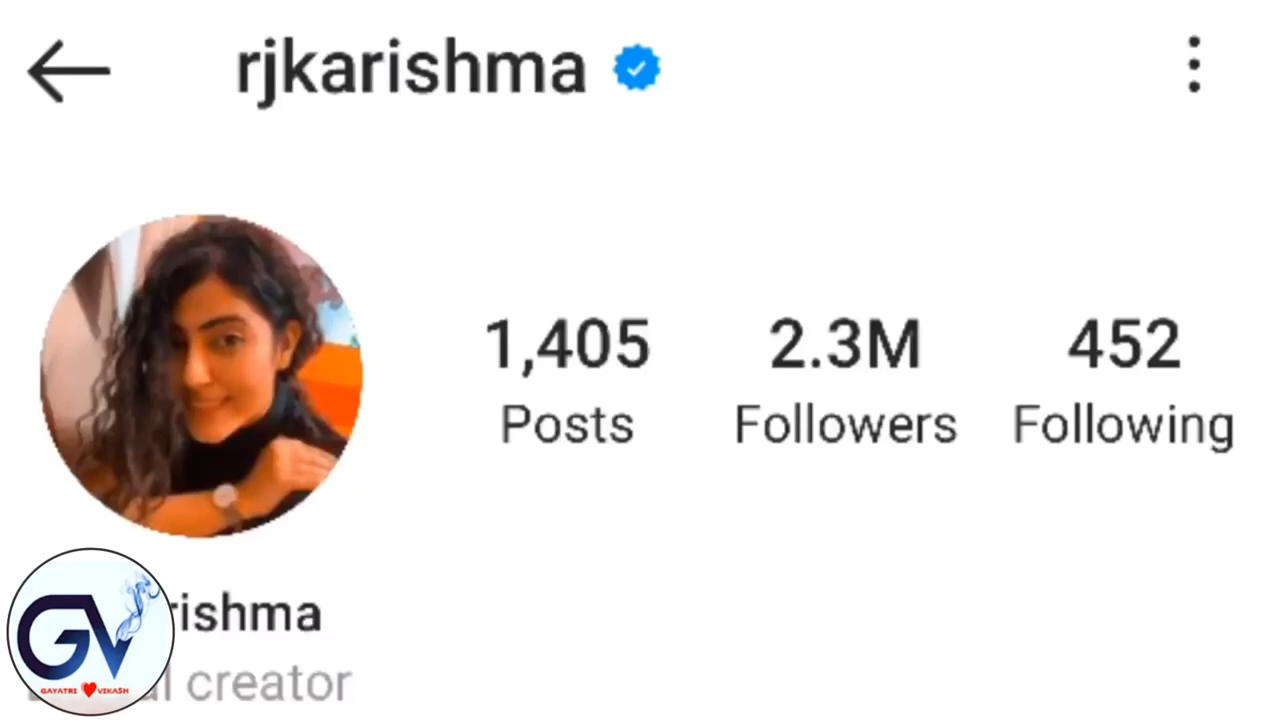 rjkarishma
1,405 2.3M 452
Posts Followers Following
rishma
creator
GV
GAYATRI VIKASH